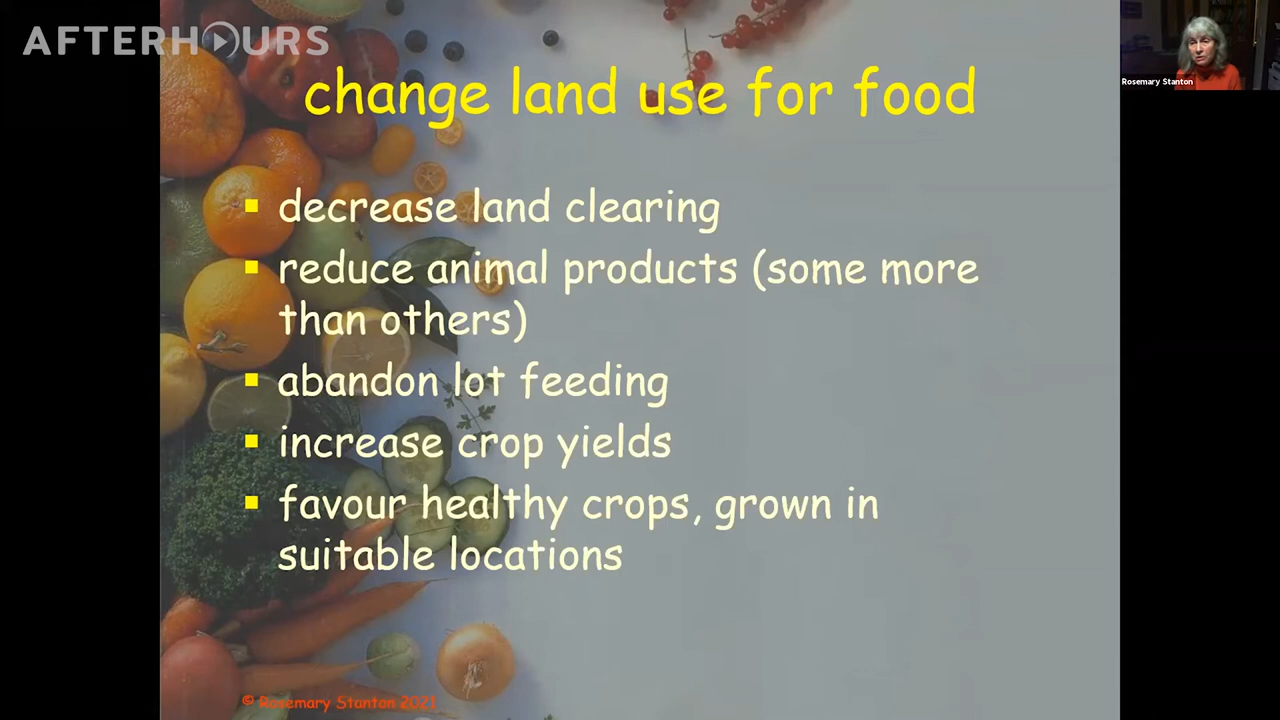 AFTERHOURS
Rosemary Stanton
change land use for food
▪ decrease land clearing
▪ reduce animal products (some more
than others)
▪ abandon lot feeding
▪ increase crop yields
▪ favour healthy crops, grown in
suitable locations
© Rosemary Stanton 2021